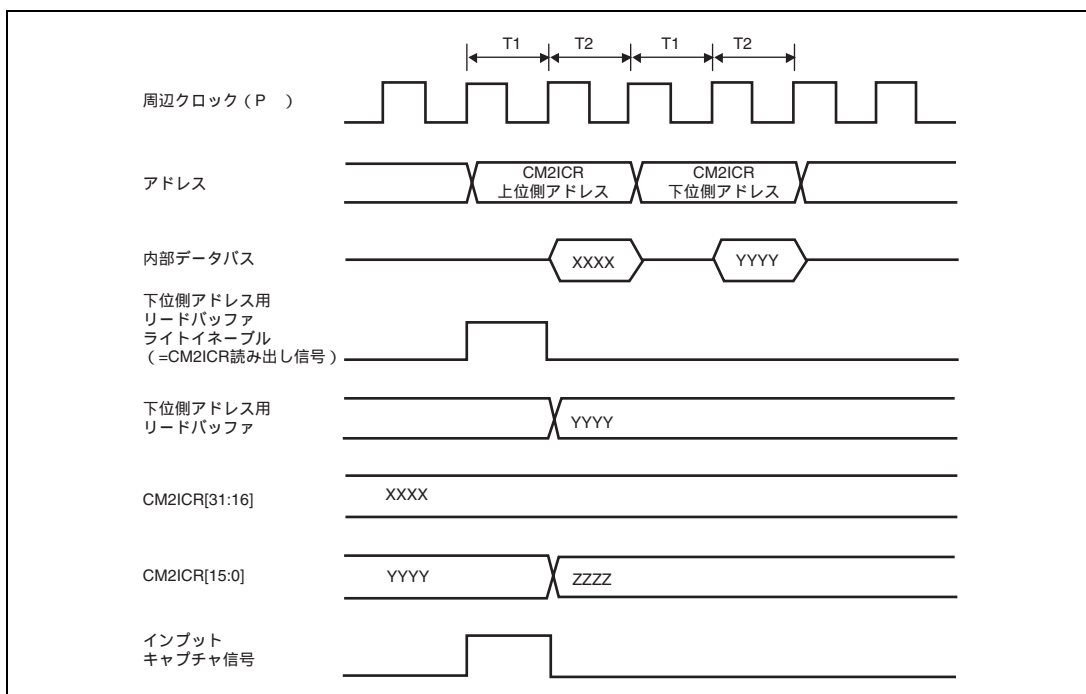 T1 T2 T1 T2
周辺クロック（P　）
アドレス
CM2ICR
上位側アドレス
CM2ICR
下位側アドレス
内部データバス
XXXX
YYYY
下位側アドレス用
リードバッファ
ライトイネーブル
（=CM2ICR読み出し信号）
下位側アドレス用
リードバッファ
YYYY
CM2ICR[31:16]
XXXX
CM2ICR[15:0]
YYYY
ZZZZ
インプット
キャプチャ信号